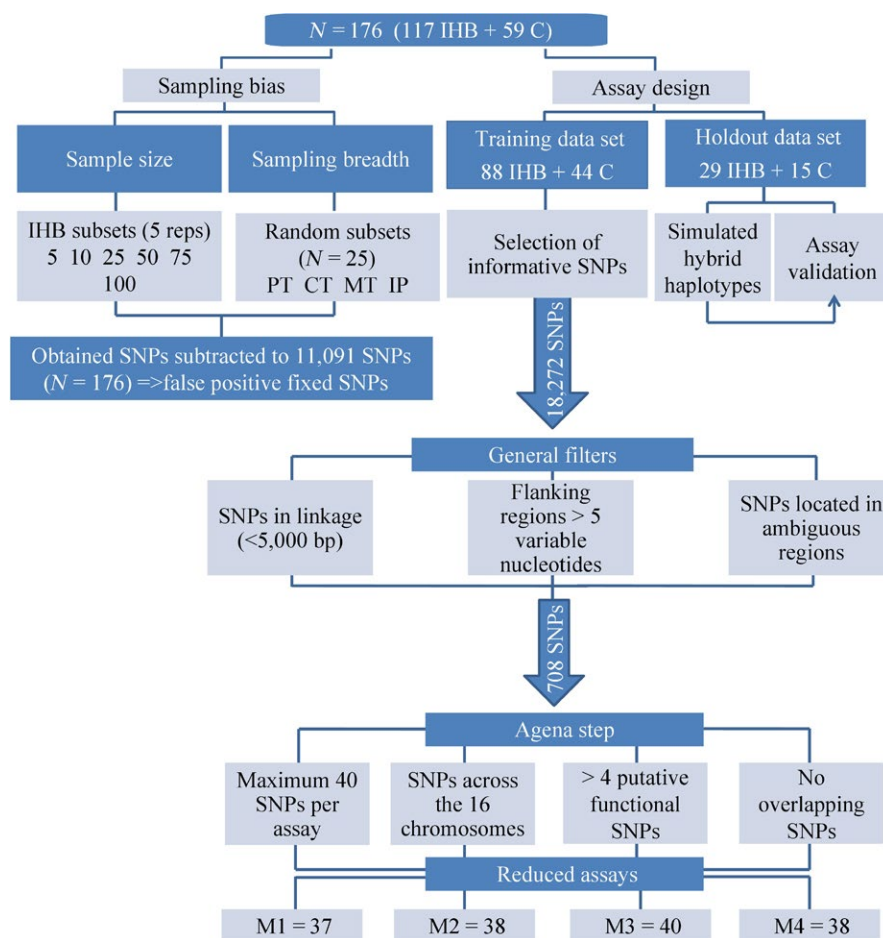 N = 176 (117 IHB + 59 C)
Sampling bias
Assay design
Sample size
Sampling breadth
Training data set
88 IHB + 44 C
Holdout data set
29 IHB + 15 C
IHB subsets (5 reps)
5 10 25 50 75
100
Random subsets
(N = 25)
PT CT MT IP
Selection of
informative SNPs
Simulated
hybrid
haplotypes
Assay
validation
Obtained SNPs subtracted to 11,091 SNPs
(N = 176) =>false positive fixed SNPs
18,272 SNPs
General filters
SNPs in linkage
(<5,000 bp)
Flanking
regions > 5
variable
nucleotides
SNPs located in
ambiguous
regions
708 SNPs
Agena step
Maximum 40
SNPs per
assay
SNPs across
the 16
chromosomes
> 4 putative
functional
SNPs
No
overlapping
SNPs
Reduced assays
M1 = 37
M2 = 38
M3 = 40
M4 = 38